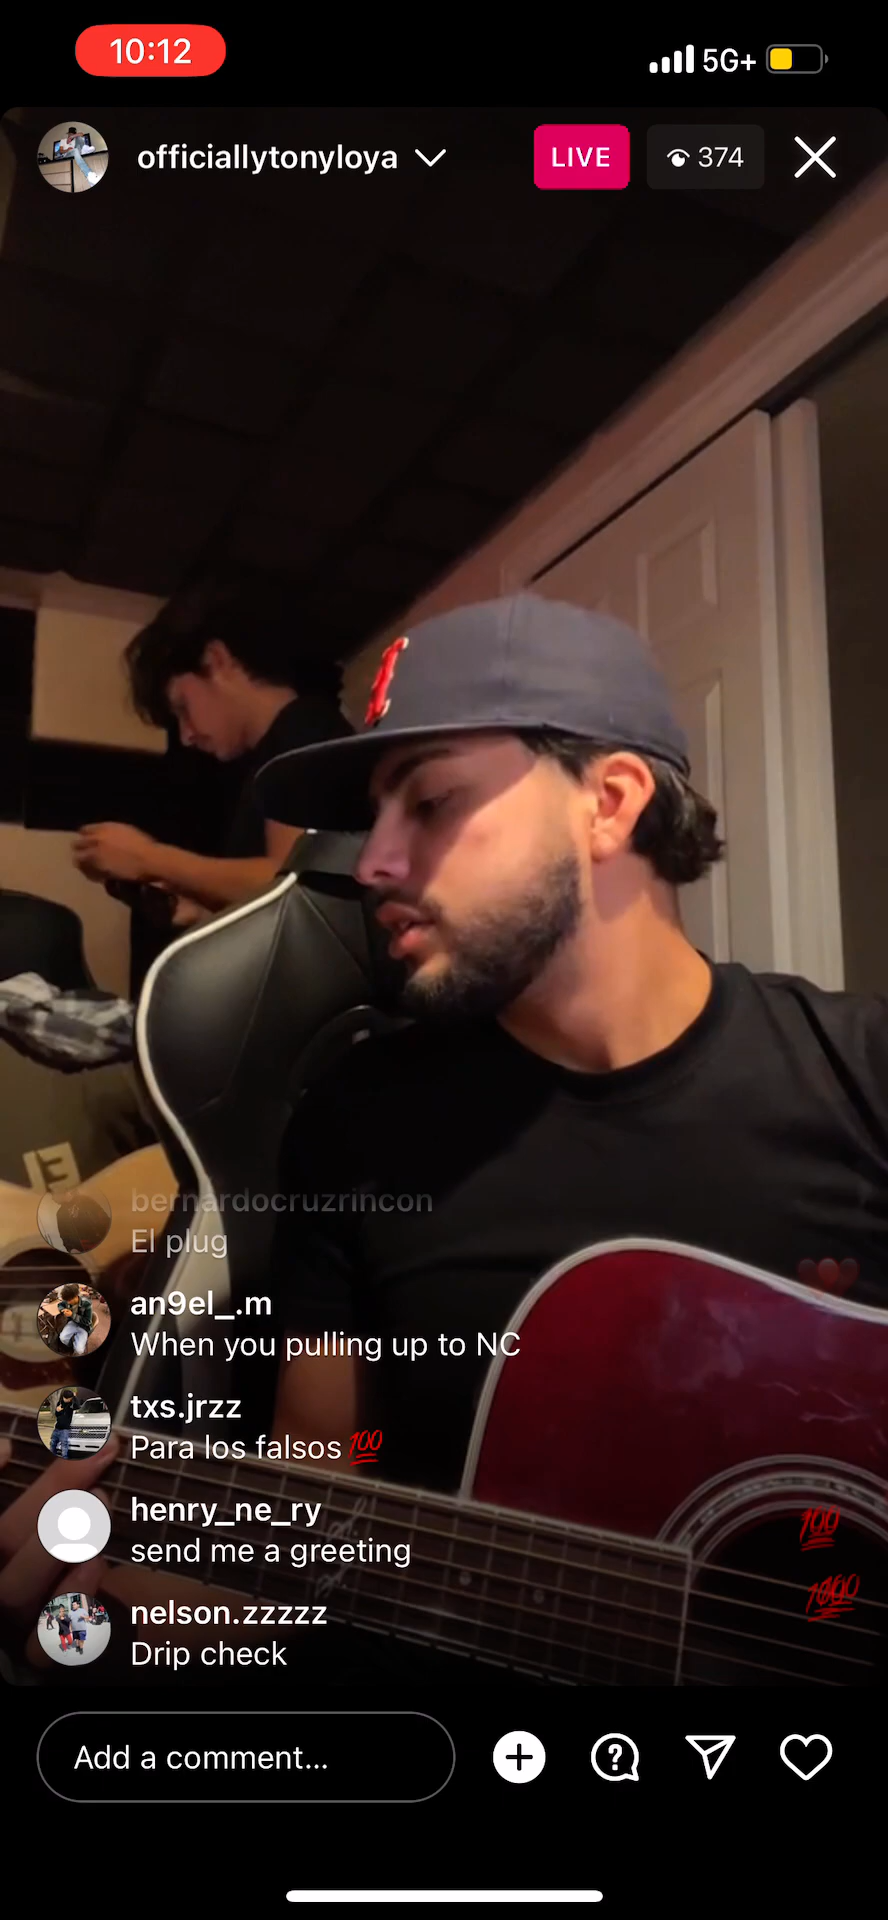 10:12
5G+
officiallytonyloya
LIVE
374
bernardocruzrincon
El plug
an9el_.m
When you pulling up to NC
txs.jrzz
Para los falsos 💯
henry_ne_ry
send me a greeting
nelson.zzzzz
Drip check
Add a comment...